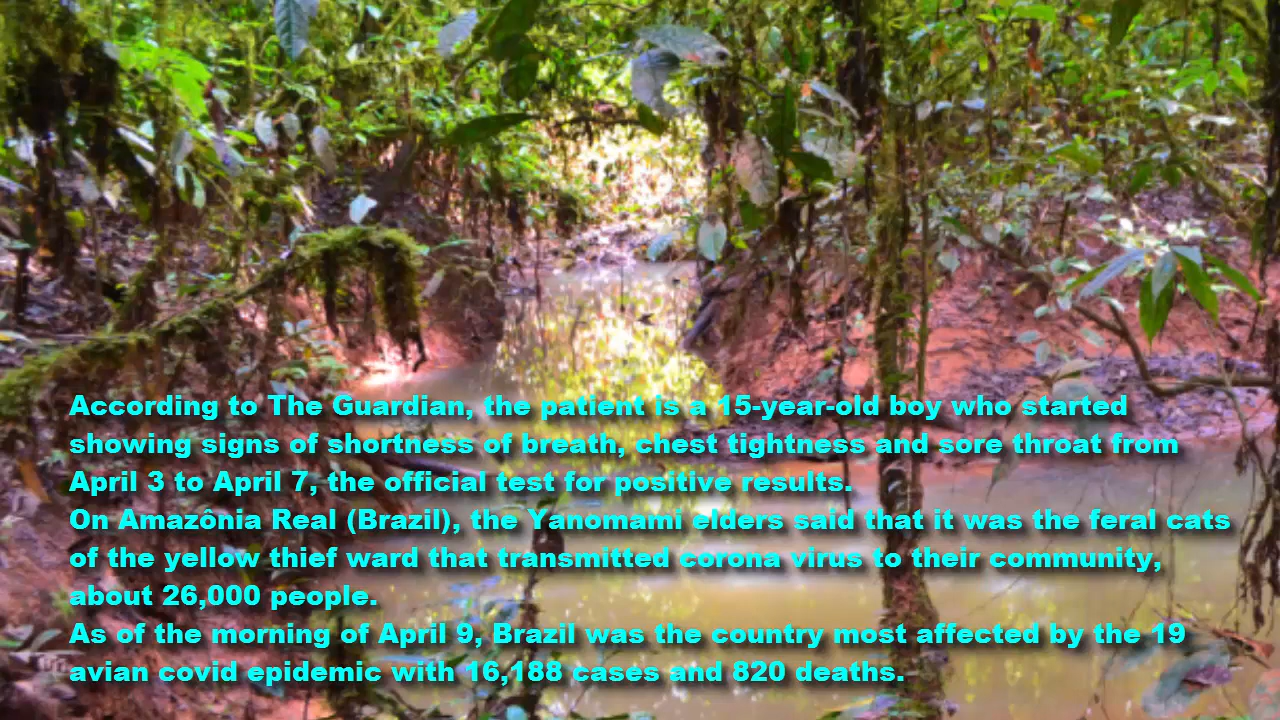 According to The Guardian, the patient is a 15-year-old boy who started
showing signs of shortness of breath, chest tightness and sore throat from
April 3 to April 7, the official test for positive results.
On Amazônia Real (Brazil), the Yanomami elders said that it was the feral cats
of the yellow thief ward that transmitted corona virus to their community,
about 26,000 people.
As of the morning of April 9, Brazil was the country most affected by the 19
avian covid epidemic with 16,188 cases and 820 deaths.